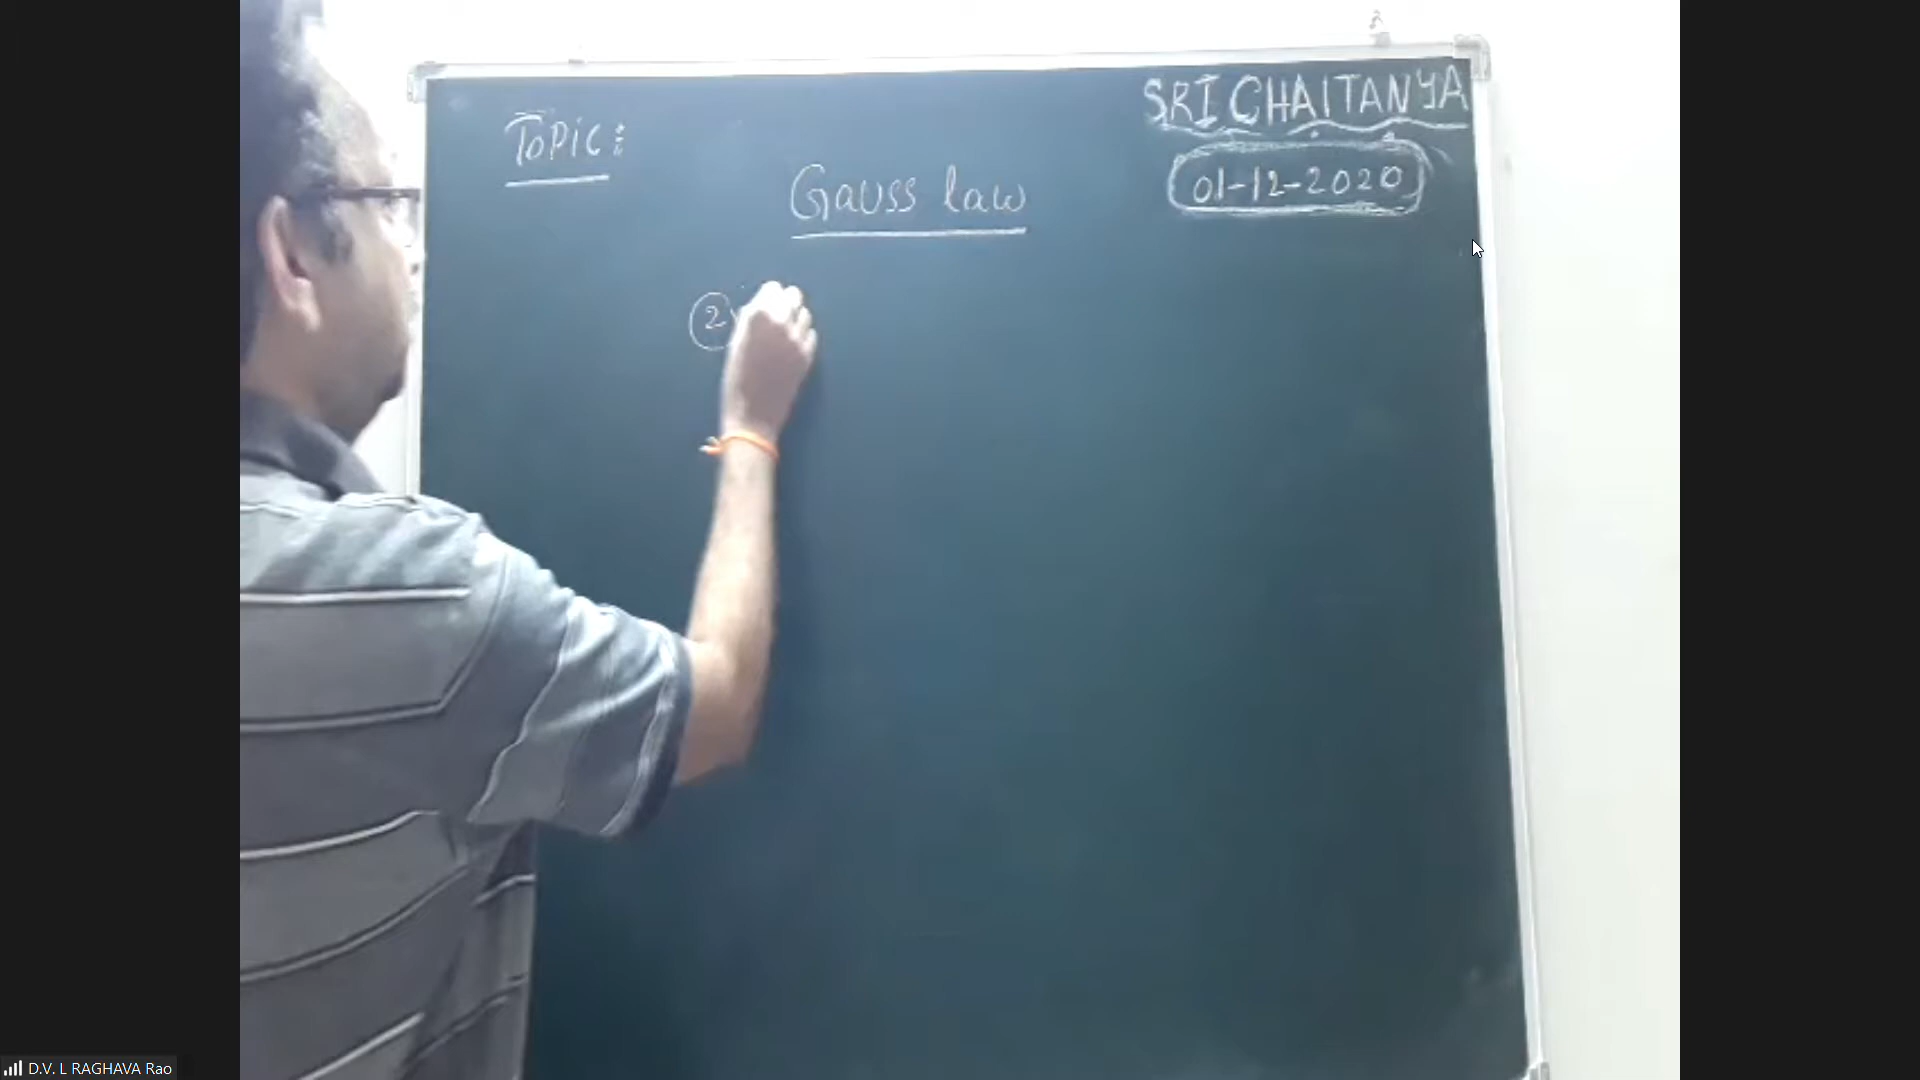 SRI CHAITANYA
Topic:
01-12-2020
Gauss law
2
D.V. L RAGHAVA Rao